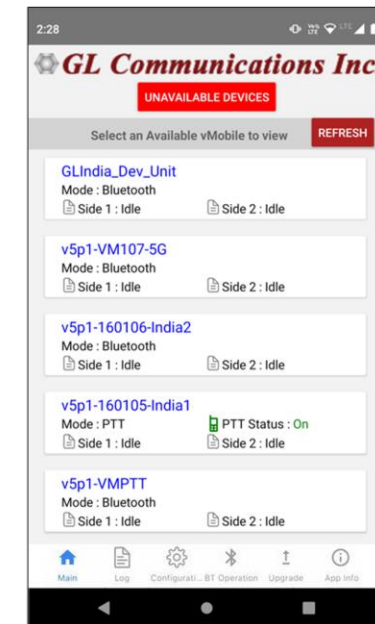 2:28
VoLTE LTE
GL Communications Inc
UNAVAILABLE DEVICES
Select an Available vMobile to view REFRESH
GLIndia_Dev_Unit
Mode : Bluetooth
Side 1 : Idle Side 2 : Idle
v5p1-VM107-5G
Mode : Bluetooth
Side 1 : Idle Side 2 : Idle
v5p1-160106-India2
Mode : Bluetooth
Side 1 : Idle Side 2 : Idle
v5p1-160105-India1
Mode : PTT PTT Status : On
Side 1 : Idle Side 2 : Idle
v5p1-VMPTT
Mode : Bluetooth
Side 1 : Idle Side 2 : Idle
Main Log Configurati... BT Operation Upgrade App Info